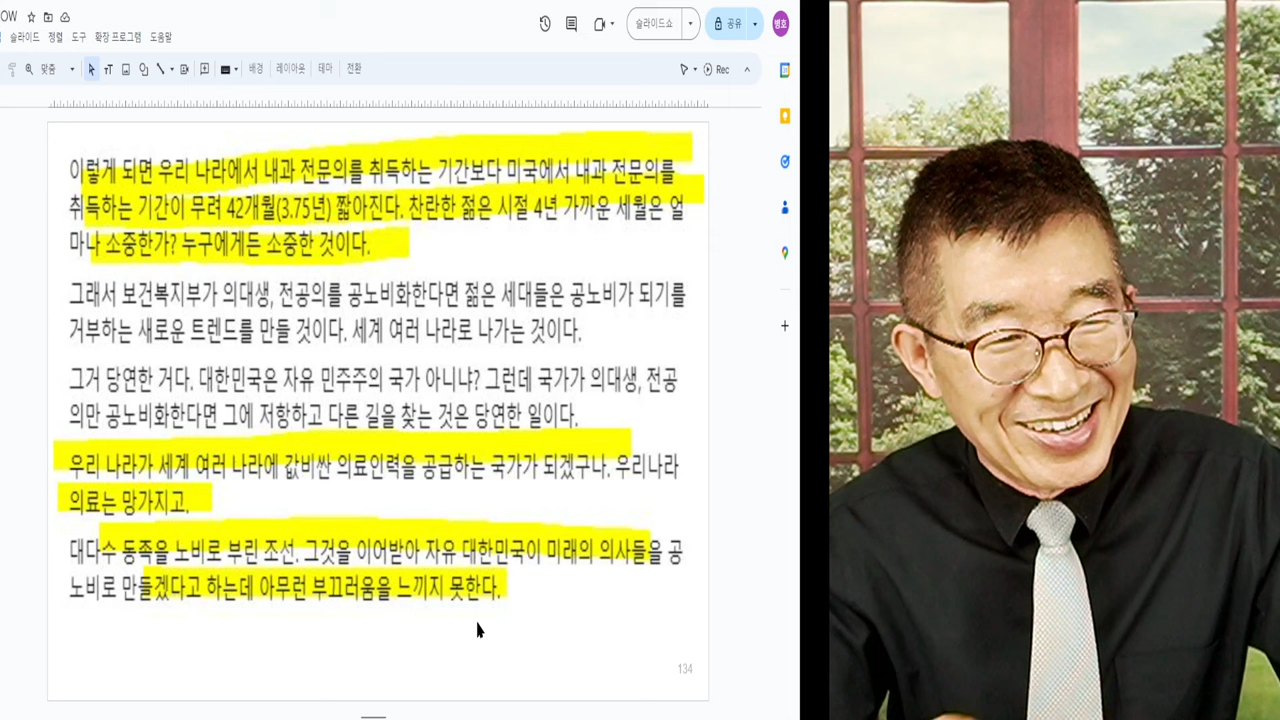 OW
슬라이드 정렬 도구 확장 프로그램 도움말
슬라이드쇼
공유
병호
맞춤
배경 레이아웃 테마 전환
Rec
이렇게 되면 우리 나라에서 내과 전문의를 취득하는 기간보다 미국에서 내과 전문의를
취득하는 기간이 무려 42개월(3.75년) 짧아진다. 찬란한 젊은 시절 4년 가까운 세월은 얼
마나 소중한가? 누구에게든 소중한 것이다.
그래서 보건복지부가 의대생, 전공의를 공노비화한다면 젊은 세대들은 공노비가 되기를
거부하는 새로운 트렌드를 만들 것이다. 세계 여러 나라로 나가는 것이다.
그거 당연한 거다. 대한민국은 자유 민주주의 국가 아니냐? 그런데 국가가 의대생, 전공
의만 공노비화한다면 그에 저항하고 다른 길을 찾는 것은 당연한 일이다.
우리 나라가 세계 여러 나라에 값비싼 의료인력을 공급하는 국가가 되겠구나. 우리나라
의료는 망가지고.
대다수 동족을 노비로 부린 조선. 그것을 이어받아 자유 대한민국이 미래의 의사들을 공
노비로 만들겠다고 하는데 아무런 부끄러움을 느끼지 못한다.
134